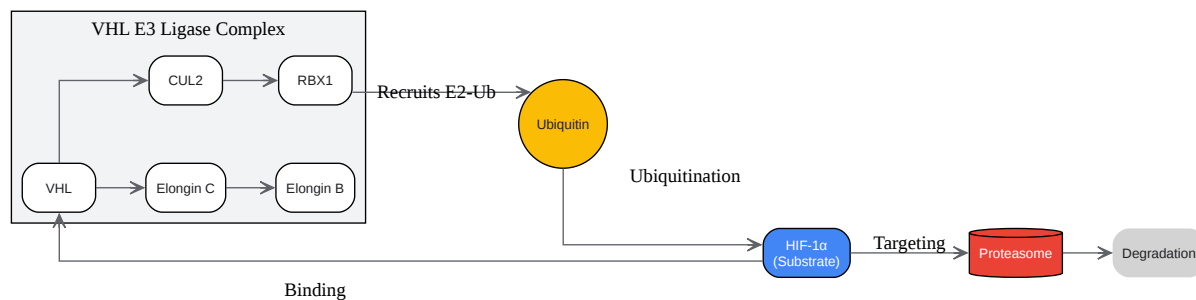 VHL E3 Ligase Complex
CUL2
RBX1
Recruits E2-Ub
Ubiquitin
VHL
Elongin C
Elongin B
Ubiquitination
HIF-1α
(Substrate)
Targeting
Proteasome
Degradation
Binding